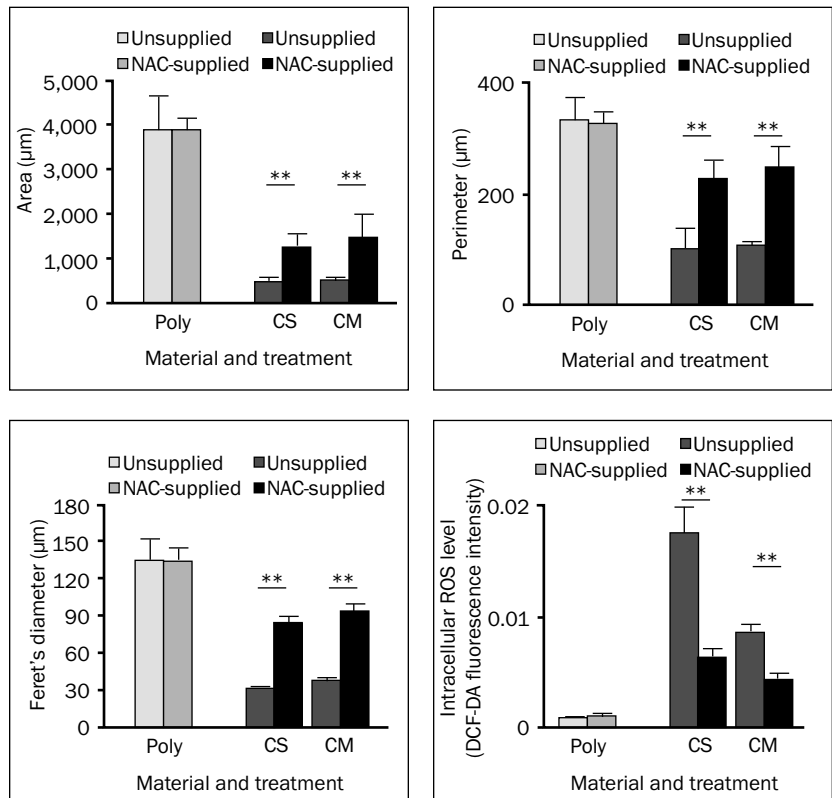 Unsupplied Unsupplied
NAC-supplied NAC-supplied
5,000
4,000
3,000
2,000
1,000
0
Area (µm)
** **
Poly CS CM
Material and treatment
Unsupplied Unsupplied
NAC-supplied NAC-supplied
400
200
0
Perimeter (µm)
** **
Poly CS CM
Material and treatment
Unsupplied Unsupplied
NAC-supplied NAC-supplied
180
150
120
90
60
30
0
Feret's diameter (µm)
** **
Poly CS CM
Material and treatment
Unsupplied Unsupplied
NAC-supplied NAC-supplied
0.02
0.01
0
Intracellular ROS level
(DCF-DA fluorescence intensity)
**
**
Poly CS CM
Material and treatment